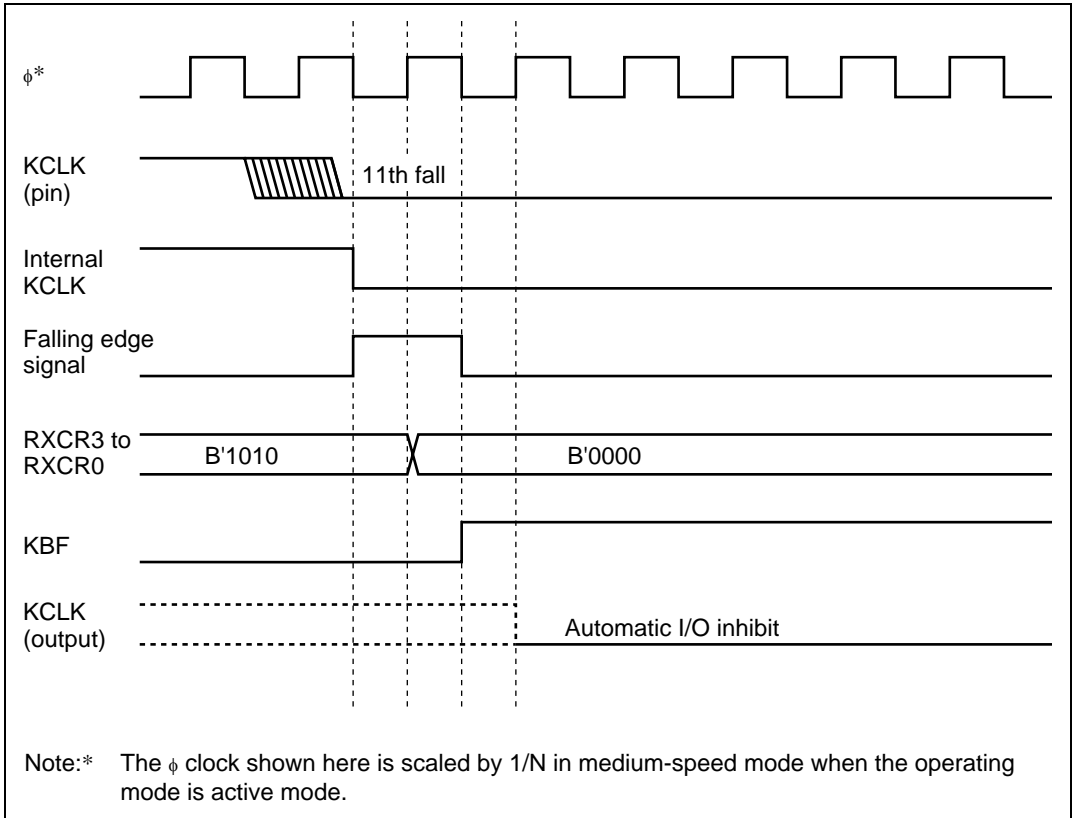 ϕ*
KCLK
(pin)
11th fall
Internal
KCLK
Falling edge
signal
RXCR3 to
RXCR0
B'1010
B'0000
KBF
KCLK
(output)
Automatic I/O inhibit
Note:* The ϕ clock shown here is scaled by 1/N in medium-speed mode when the operating
mode is active mode.